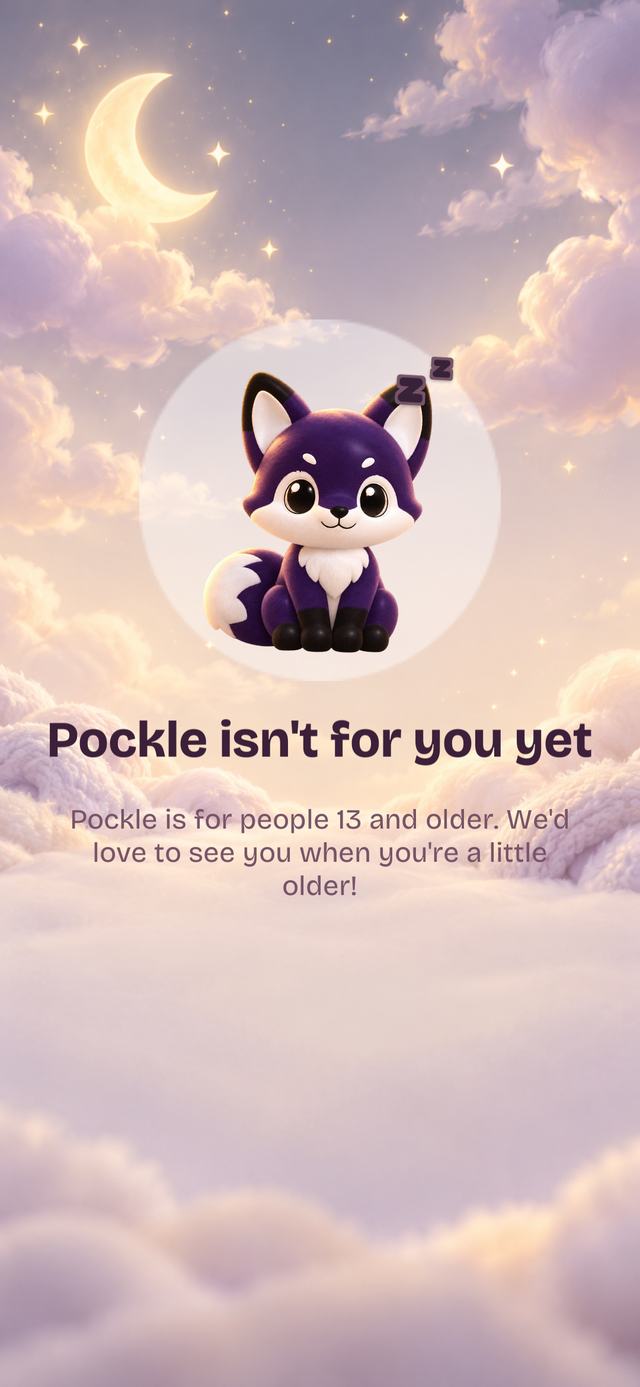 Z
Z
Pockle isn't for you yet
Pockle is for people 13 and older. We'd
love to see you when you're a little
older!